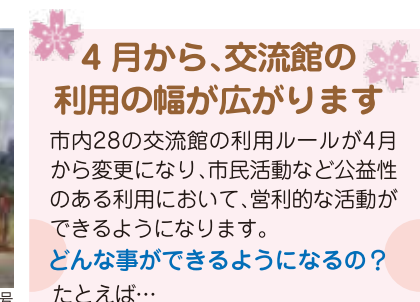 4月から、交流館の
利用の幅が広がります
市内28の交流館の利用ルールが4月
から変更になり、市民活動など公益性
のある利用において、営利的な活動が
できるようになります。
どんな事ができるようになるの？
たとえば…
号